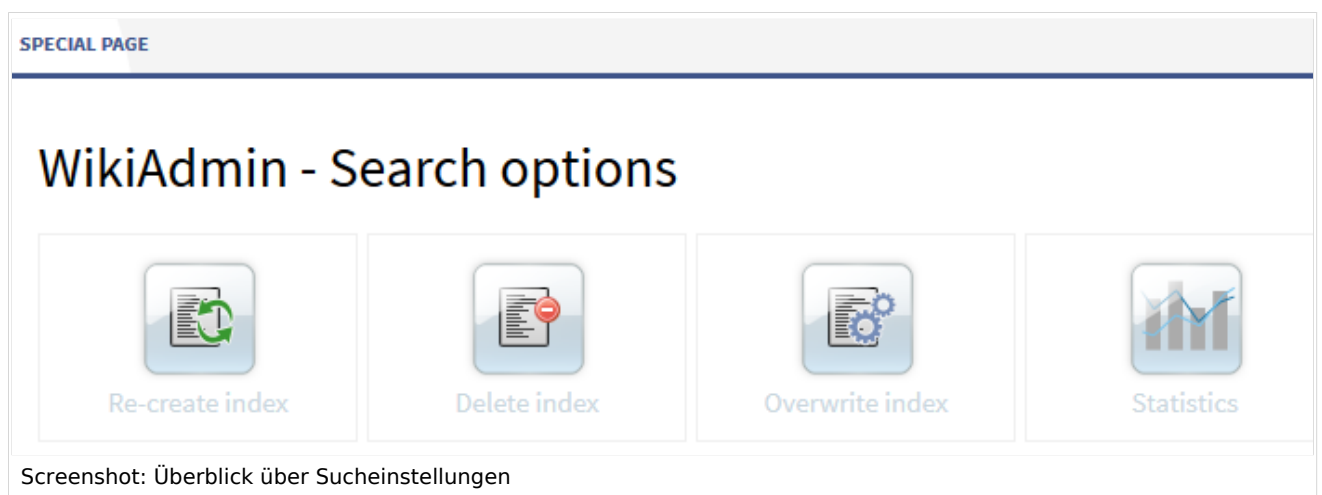 SPECIAL PAGE
WikiAdmin - Search options
Re-create index
Delete index
Overwrite index
Statistics
Screenshot: Überblick über Sucheinstellungen